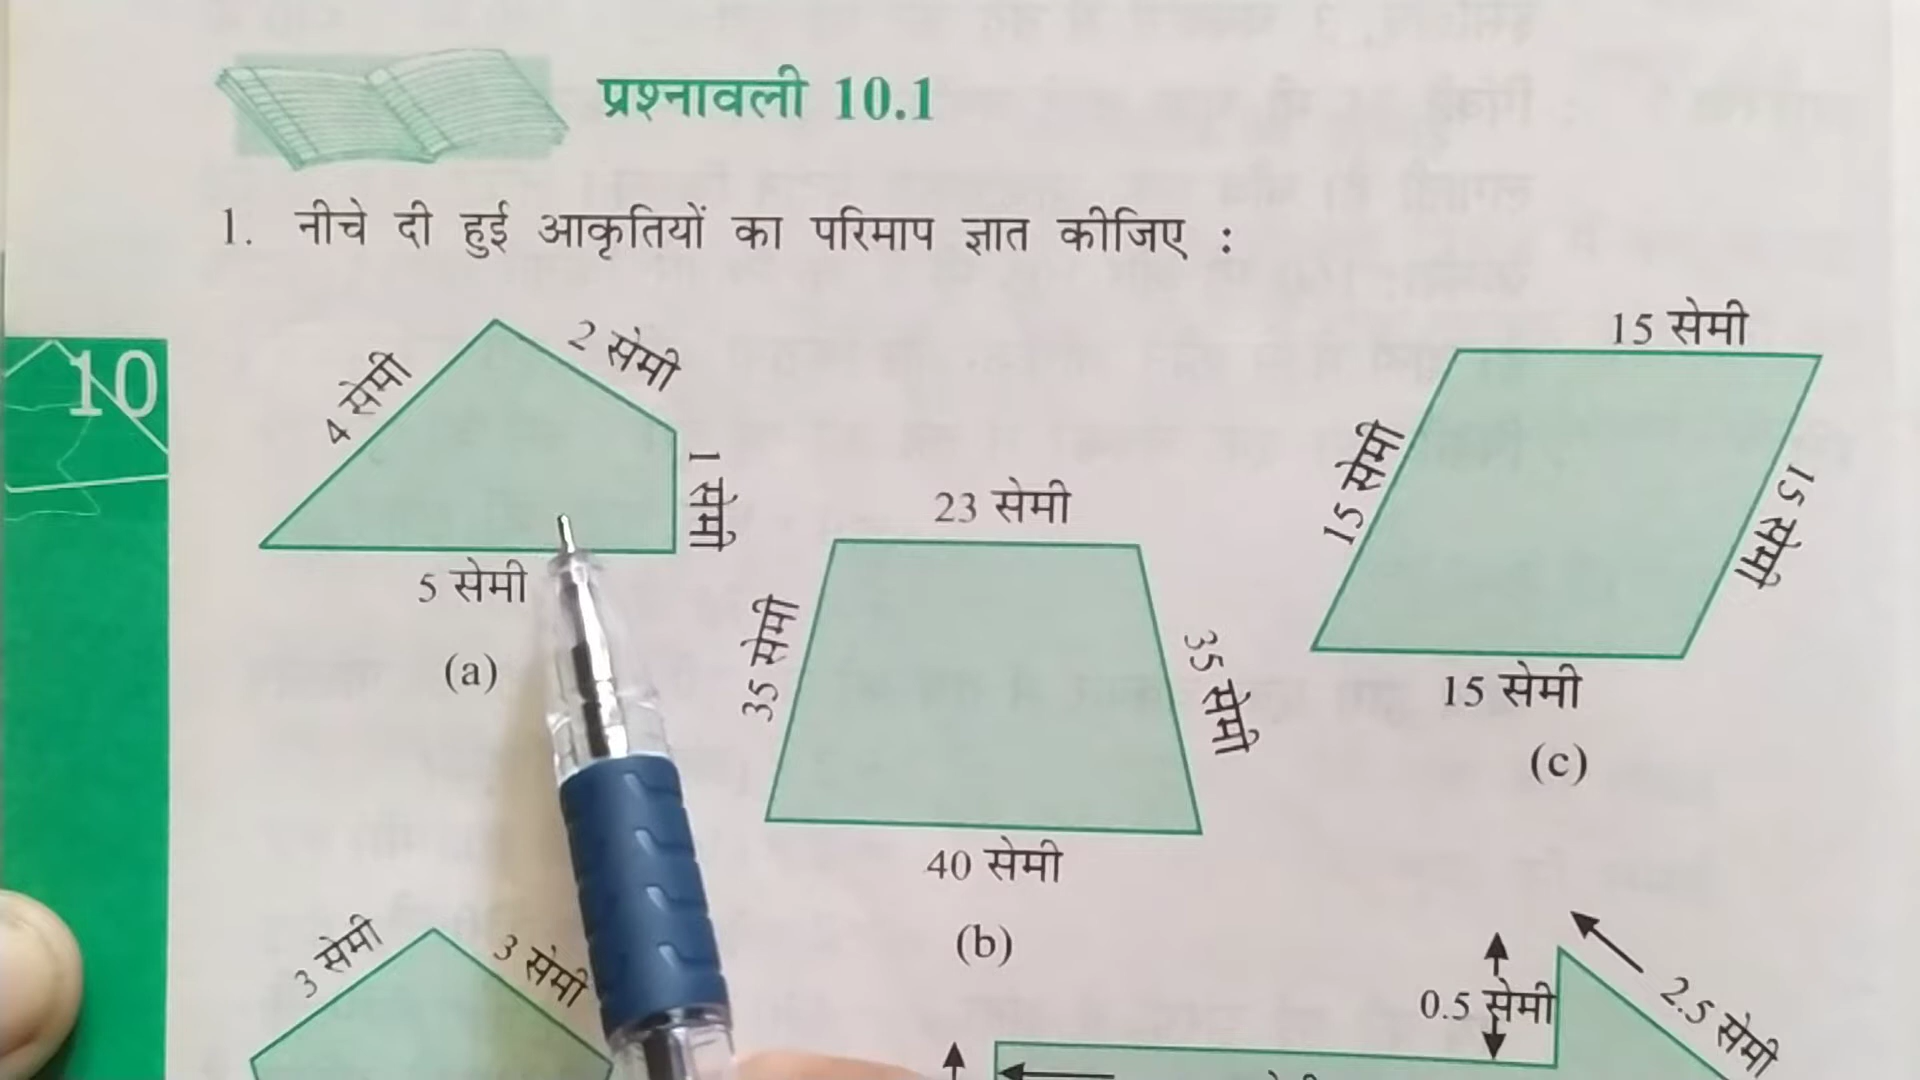 प्रश्नावली 10.1
1. नीचे दी हुई आकृतियों का परिमाप ज्ञात कीजिए :
10
4 सेमी
2 सेमी
1 सेमी
5 सेमी
(a)
23 सेमी
35 सेमी
35 सेमी
40 सेमी
(b)
15 सेमी
15 सेमी
15 सेमी
15 सेमी
(c)
3 सेमी
3 सेमी
0.5 सेमी
2.5 सेमी